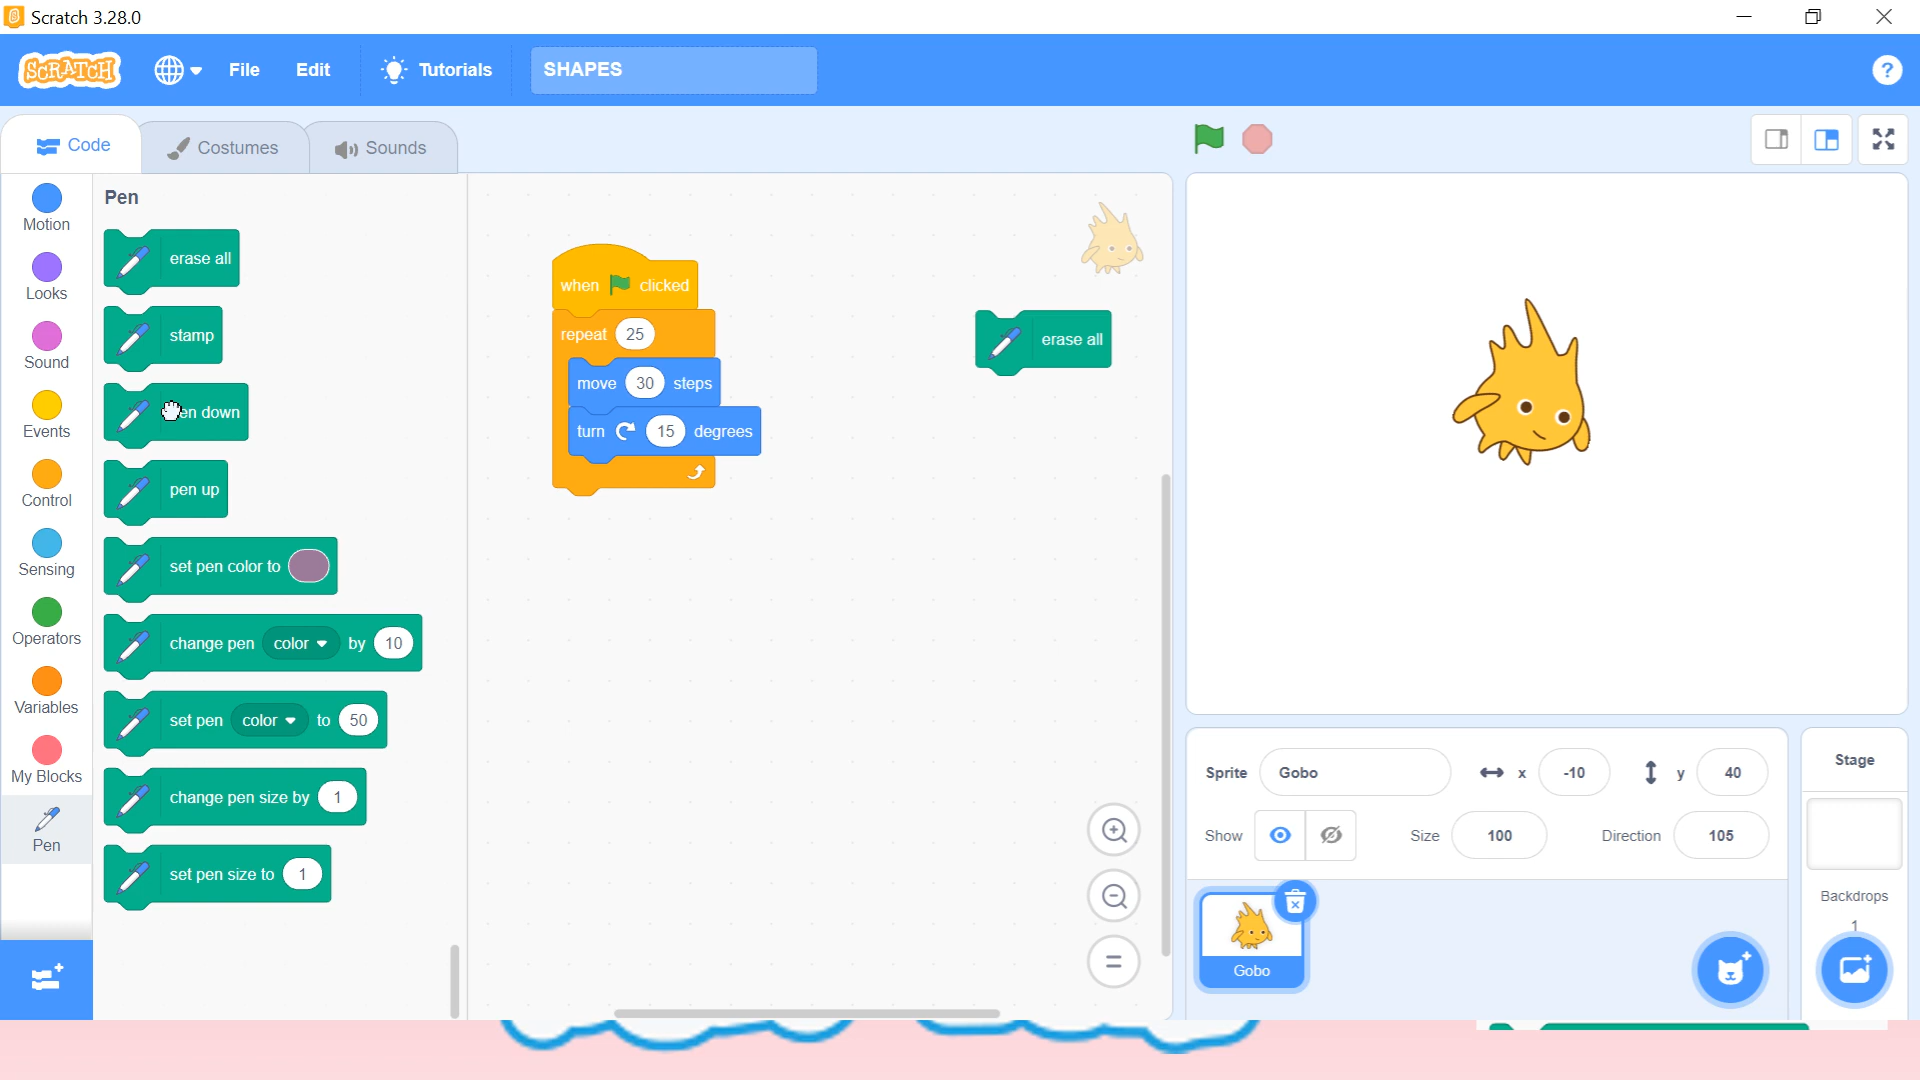 Scratch 3.28.0
SCRATCH File Edit Tutorials SHAPES ?
Code Costumes Sounds
Motion
Looks
Sound
Events
Control
Sensing
Operators
Variables
My Blocks
Pen
Pen
erase all
stamp
en down
pen up
set pen color to
change pen color by 10
set pen color to 50
change pen size by 1
set pen size to 1
when clicked
repeat 25
move 30 steps
turn 15 degrees
erase all
Sprite Gobo x -10 y 40
Show Size 100 Direction 105
Gobo
Stage
Backdrops
1